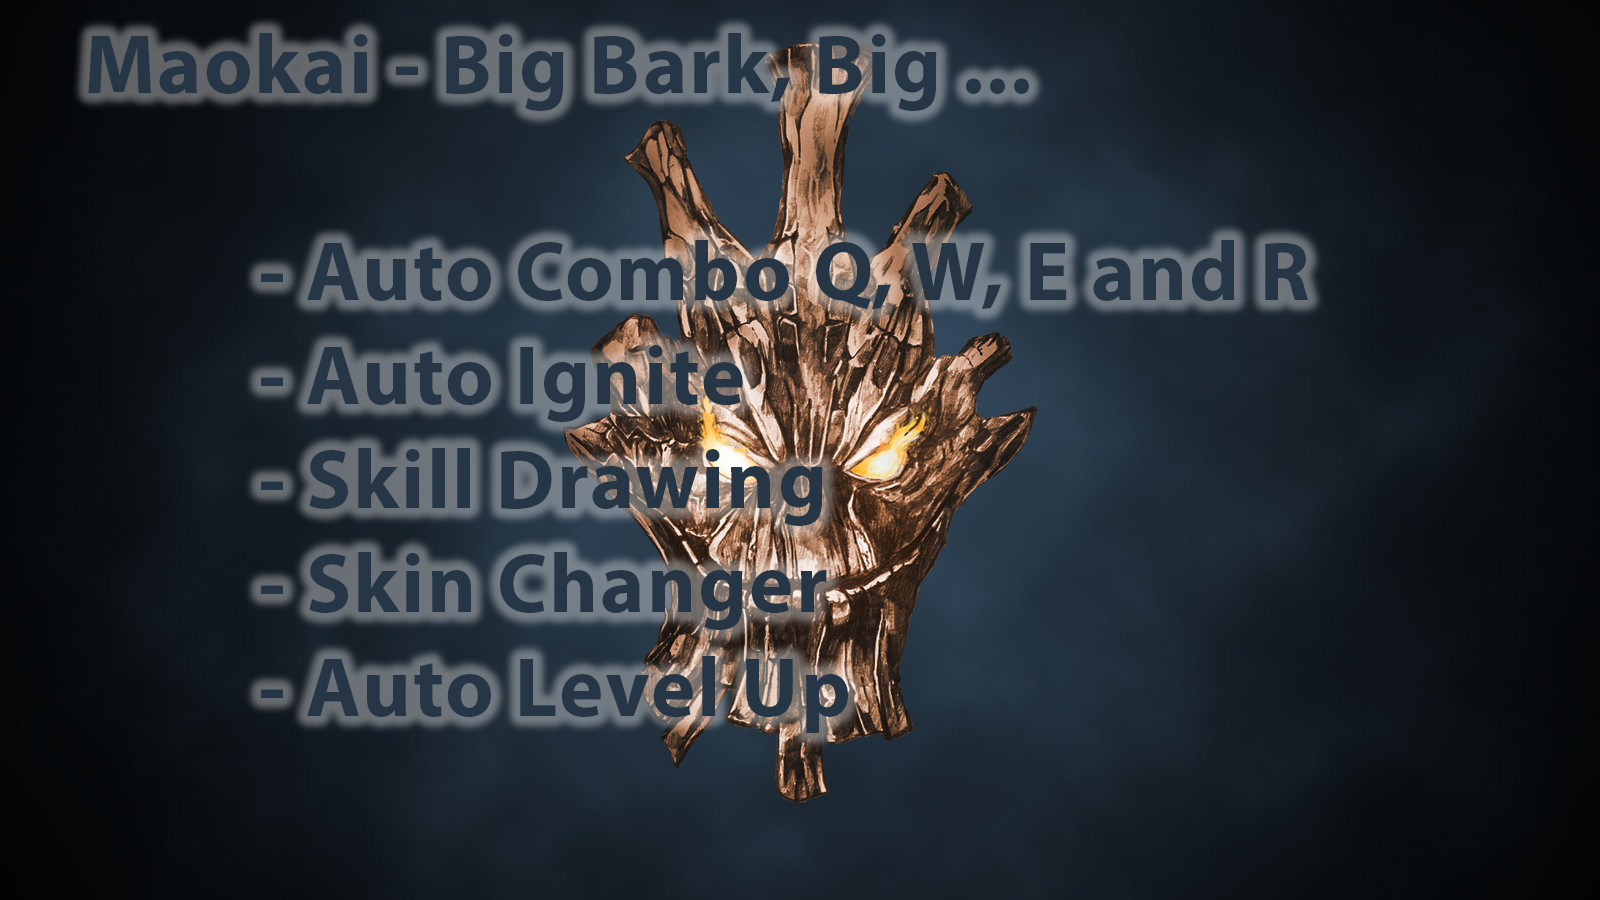 Maokai - Big Bark, Big ...
- Auto Combo Q, W, E and R
- Auto Ignite
- Skill Drawing
- Skin Changer
- Auto Level Up